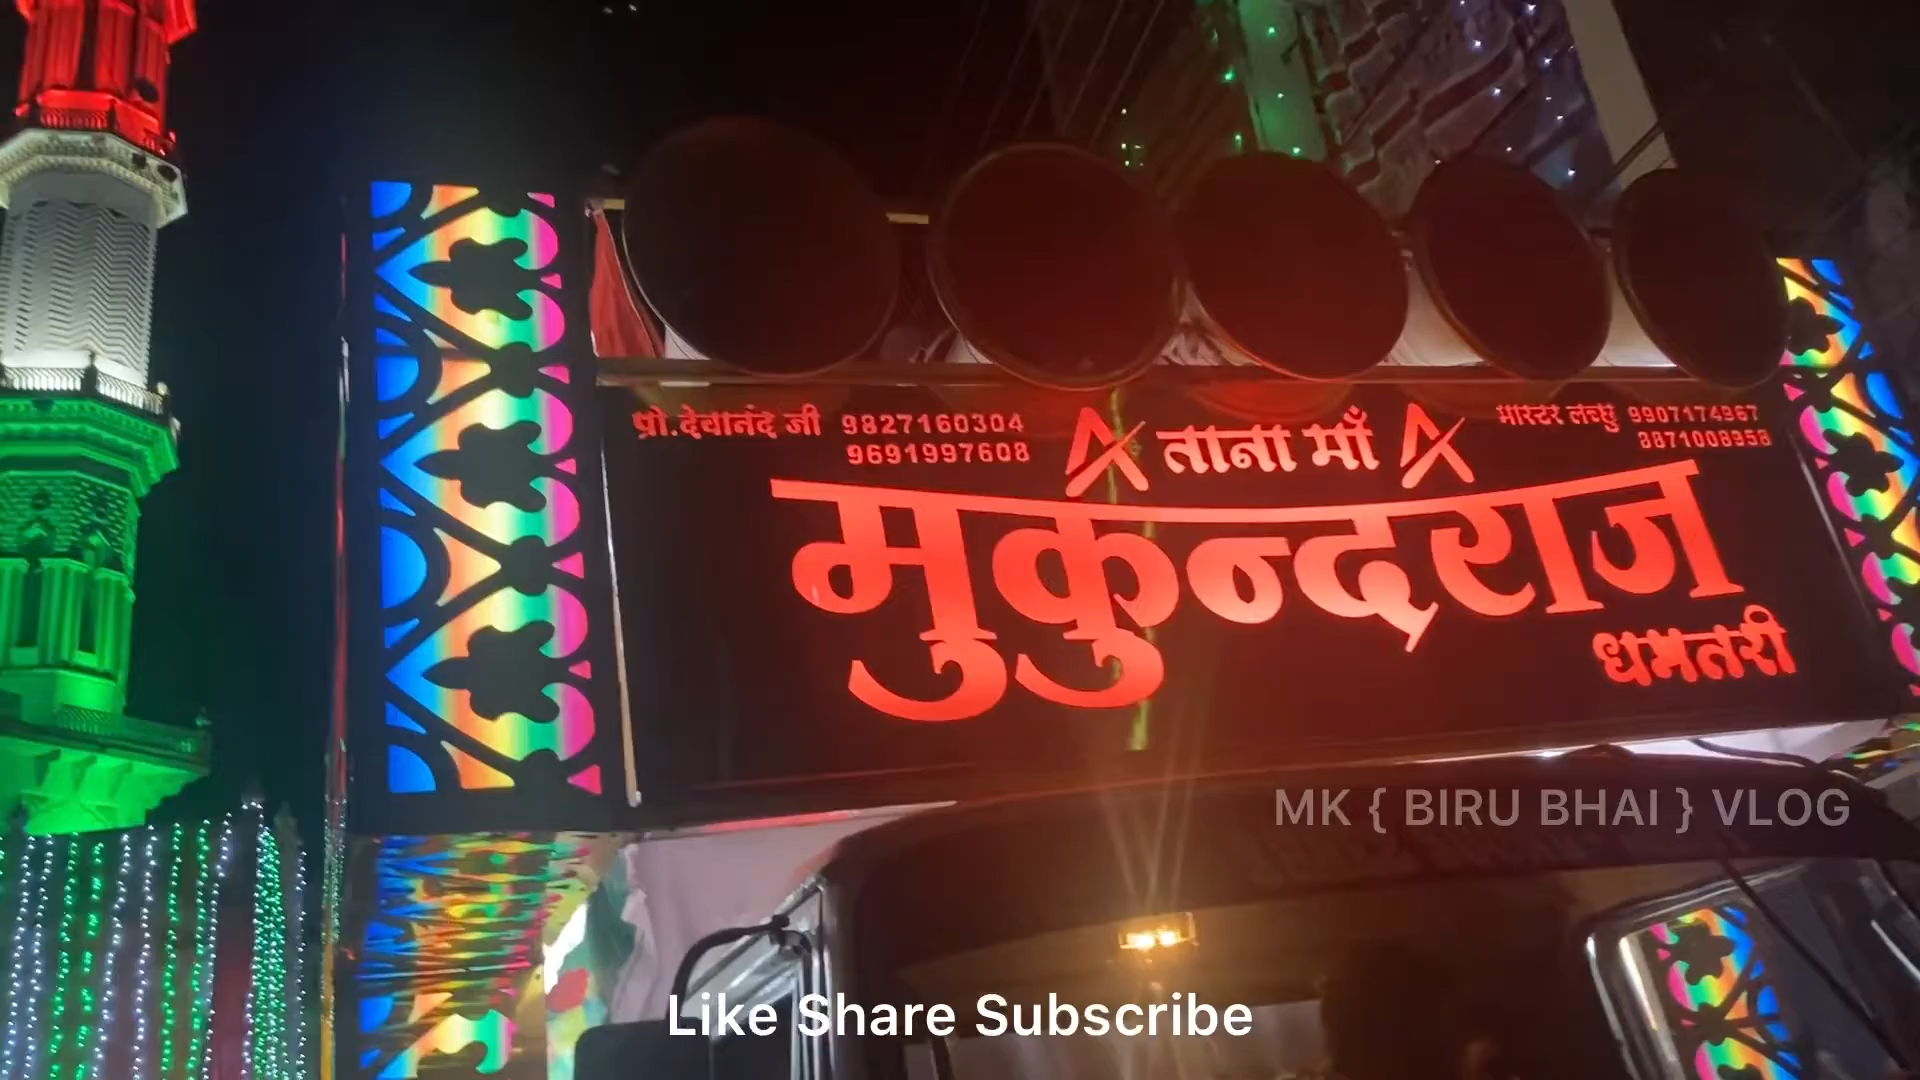 प्रो.देवानंद जी 9827160304
9691997608
ताना माँ
मास्टर लच्छु 9907174967
8871008958
मुकुन्दराज
धमतरी
MK { BIRU BHAI } VLOG
Like Share Subscribe